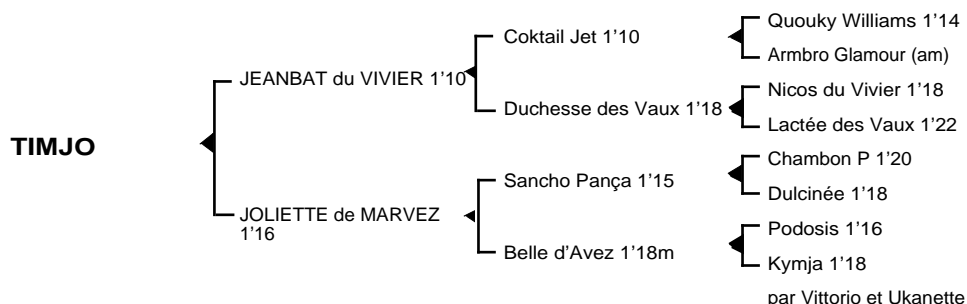 Quouky Williams 1’14
Coktail Jet 1’10
Armbro Glamour (am)
JEANBAT du VIVIER 1’10
Nicos du Vivier 1’18
Duchesse des Vaux 1’18
Lactée des Vaux 1’22
TIMJO
Chambon P 1’20
Sancho Pança 1’15
Dulcinée 1’18
JOLIETTE de MARVEZ
1’16
Podosis 1’16
Belle d’Avez 1’18m
Kymja 1’18
par Vittorio et Ukanette